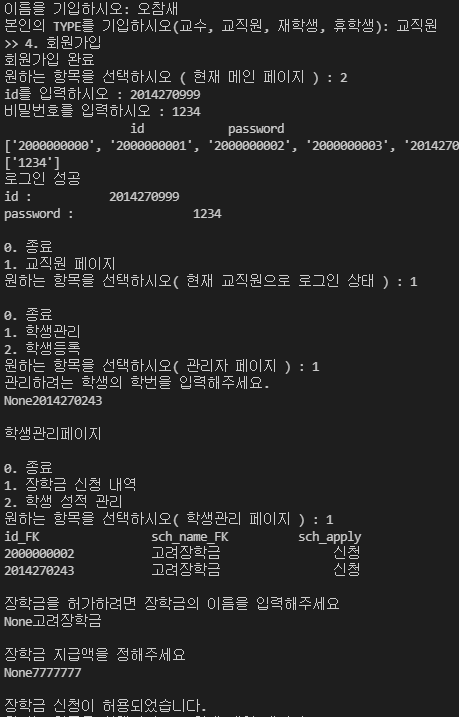 이름을 기입하시오: 오참새
본인의 TYPE를 기입하시오(교수, 교직원, 재학생, 휴학생): 교직원
>> 4. 회원가입
회원가입 완료
원하는 항목을 선택하시오 ( 현재 메인 페이지 ) : 2
id를 입력하시오 : 2014270999
비밀번호를 입력하시오 : 1234
id password
['2000000000', '2000000001', '2000000002', '2000000003', '2014270
['1234']
로그인 성공
id : 2014270999
password : 1234
0. 종료
1. 교직원 페이지
원하는 항목을 선택하시오( 현재 교직원으로 로그인 상태 ) : 1
0. 종료
1. 학생관리
2. 학생등록
원하는 항목을 선택하시오( 관리자 페이지 ) : 1
관리하려는 학생의 학번을 입력해주세요.
None2014270243
학생관리페이지
0. 종료
1. 장학금 신청 내역
2. 학생 성적 관리
원하는 항목을 선택하시오( 학생관리 페이지 ) : 1
id_FK sch_name_FK sch_apply
2000000002 고려장학금 신청
2014270243 고려장학금 신청
장학금을 허가하려면 장학금의 이름을 입력해주세요
None고려장학금
장학금 지급액을 정해주세요
None7777777
장학금 신청이 허용되었습니다.